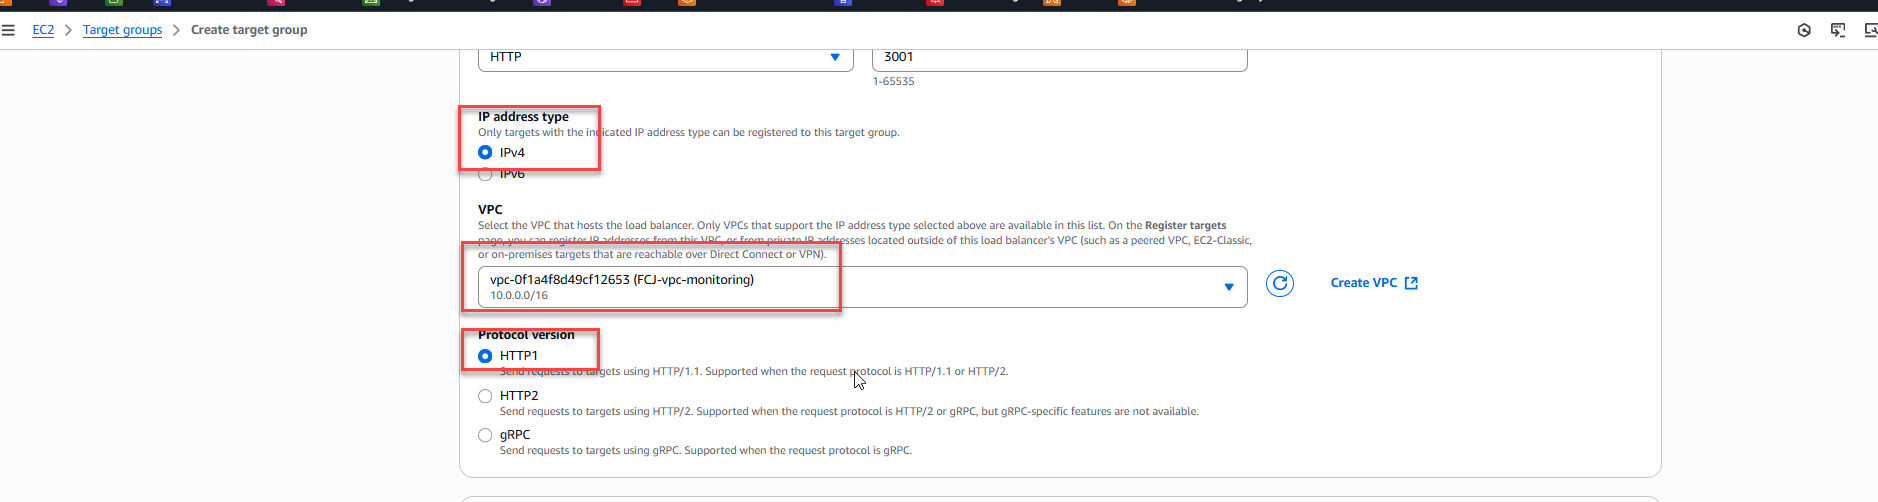 EC2 > Target groups > Create target group
HTTP
3001
1-65535
IP address type
Only targets with the indicated IP address type can be registered to this target group.
IPv4
IPv6
VPC
Select the VPC that hosts the load balancer. Only VPCs that support the IP address type selected above are available in this list. On the Register targets
page, you can register IP addresses from this VPC, or from private IP addresses located outside of this load balancer's VPC (such as a peered VPC, EC2-Classic,
or on-premises targets that are reachable over Direct Connect or VPN).
vpc-0f1a4f8d49cf12653 (FCJ-vpc-monitoring)
10.0.0.0/16
Create VPC
Protocol version
HTTP1
Send requests to targets using HTTP/1.1. Supported when the request protocol is HTTP/1.1 or HTTP/2.
HTTP2
Send requests to targets using HTTP/2. Supported when the request protocol is HTTP/2 or gRPC, but gRPC-specific features are not available.
gRPC
Send requests to targets using gRPC. Supported when the request protocol is gRPC.